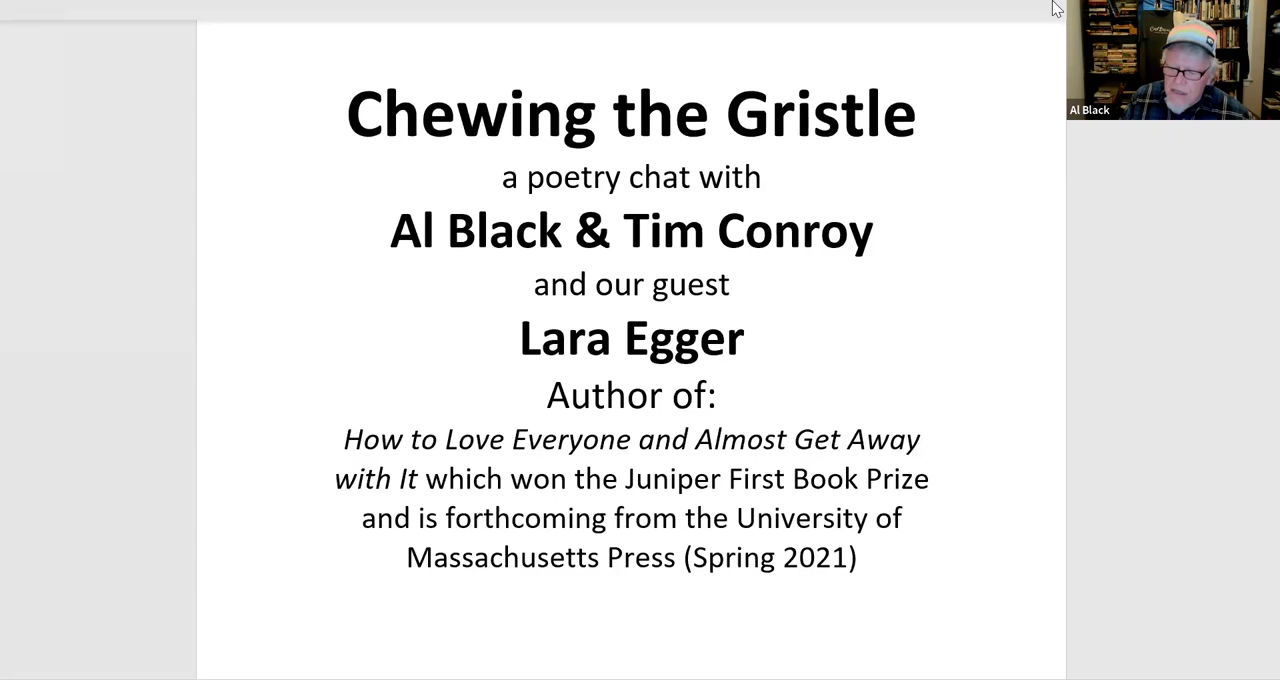 Chewing the Gristle
a poetry chat with
Al Black & Tim Conroy
and our guest
Lara Egger
Author of:
How to Love Everyone and Almost Get Away
with It which won the Juniper First Book Prize
and is forthcoming from the University of
Massachusetts Press (Spring 2021)
Al Black